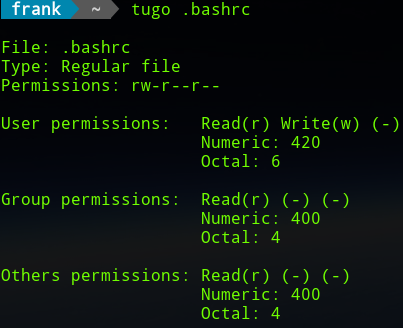 frank ~ tugo .bashrc
File: .bashrc
Type: Regular file
Permissions: rw-r--r--
User permissions: Read(r) Write(w) (-)
Numeric: 420
Octal: 6
Group permissions: Read(r) (-) (-)
Numeric: 400
Octal: 4
Others permissions: Read(r) (-) (-)
Numeric: 400
Octal: 4